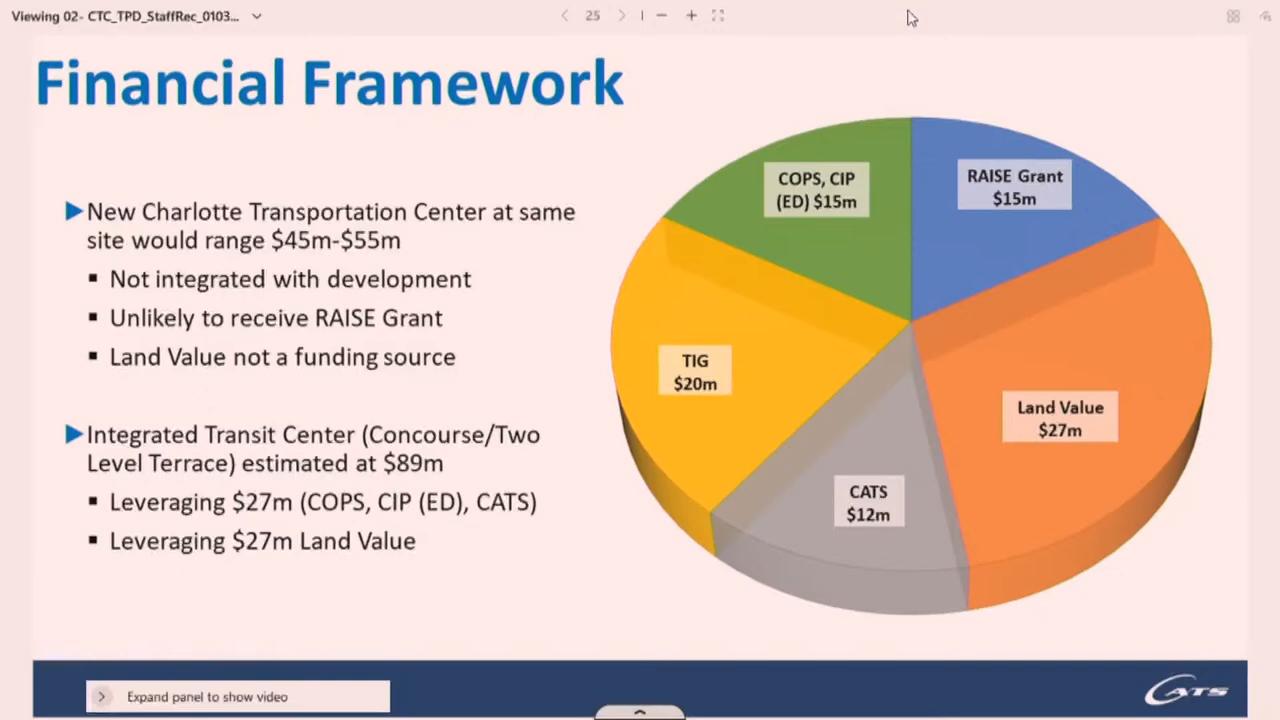 Viewing 02- CTC_TPD_StaffRec_0103...
25
Financial Framework
New Charlotte Transportation Center at same
site would range $45m-$55m
Not integrated with development
Unlikely to receive RAISE Grant
Land Value not a funding source
Integrated Transit Center (Concourse/Two
Level Terrace) estimated at $89m
Leveraging $27m (COPS, CIP (ED), CATS)
Leveraging $27m Land Value
COPS, CIP
(ED) $15m
RAISE Grant
$15m
TIG
$20m
Land Value
$27m
CATS
$12m
Expand panel to show video
CATS